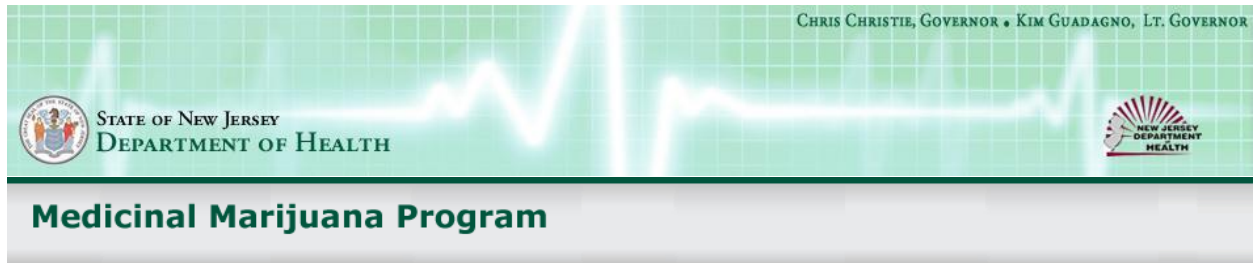 CHRIS CHRISTIE, GOVERNOR • KIM GUADAGNO, LT. GOVERNOR
STATE OF NEW JERSEY
DEPARTMENT OF HEALTH
NEW JERSEY
DEPARTMENT
OF
HEALTH
Medicinal Marijuana Program